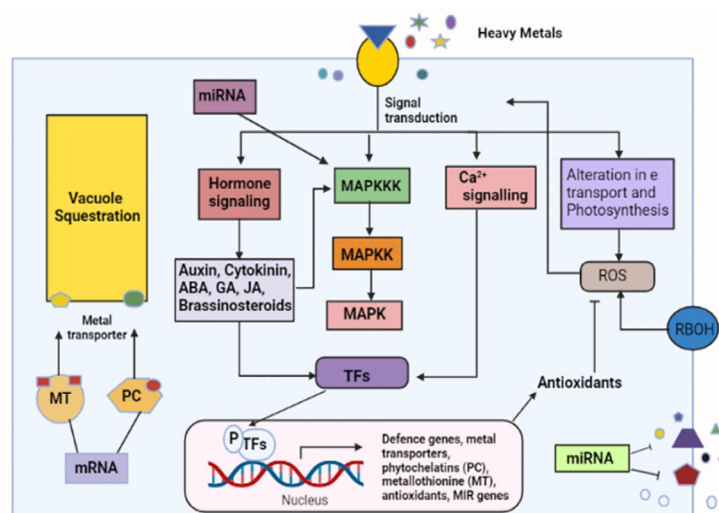 Heavy Metals
miRNA
Signal
transduction
Vacuole
Squestration
Hormone
signaling
MAPKKK
Ca²⁺
signalling
Alteration in e
transport and
Photosynthesis
Auxin, Cytokinin,
ABA, GA, JA,
Brassinosteroids
MAPKK
ROS
MAPK
RBOH
Metal
transporter
MT
PC
TFs
Antioxidants
mRNA
P
TFs
Nucleus
Defence genes, metal
transporters,
phytochelatins (PC),
metallothionine (MT),
antioxidants, MIR genes
miRNA